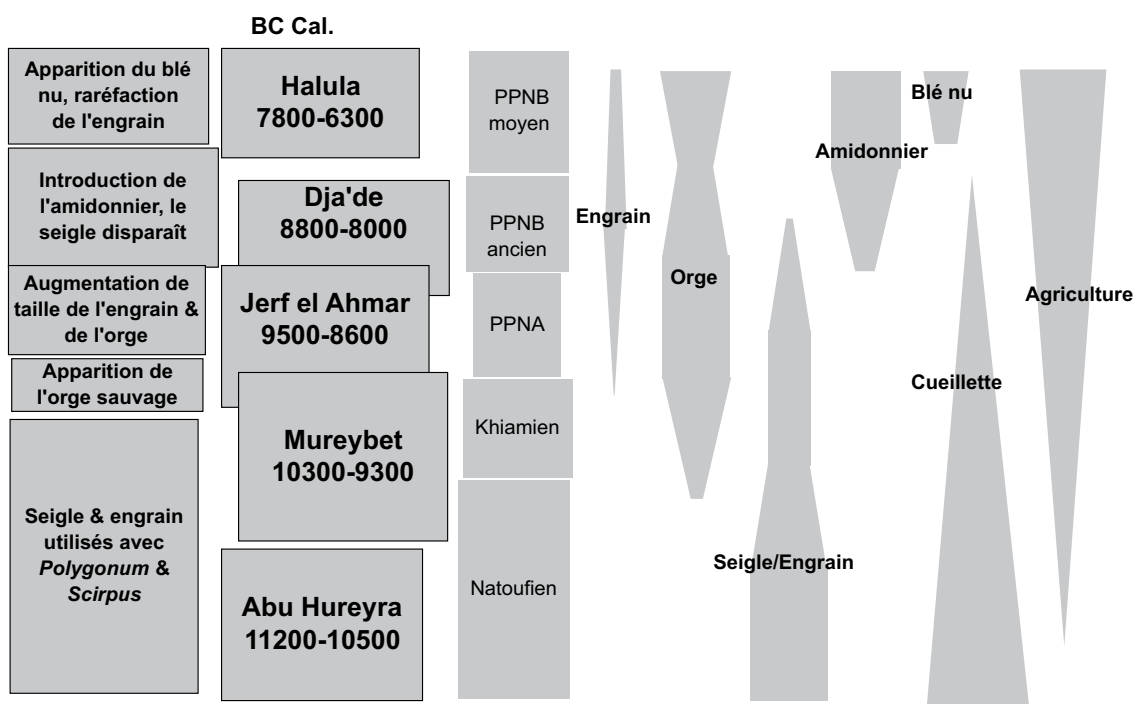 BC Cal.
Apparition du blé
nu, raréfaction
de l'engrain
Introduction de
l'amidonnier, le
seigle disparaît
Augmentation de
taille de l'engrain &
de l'orge
Apparition de
l'orge sauvage
Seigle & engrain
utilisés avec
Polygonum &
Scirpus
Halula
7800-6300
Dja'de
8800-8000
Jerf el Ahmar
9500-8600
Mureybet
10300-9300
Abu Hureyra
11200-10500
PPNB
moyen
PPNB
ancien
PPNA
Khiamien
Natoufien
Engrain
Orge
Seigle/Engrain
Amidonnier
Blé nu
Cueillette
Agriculture